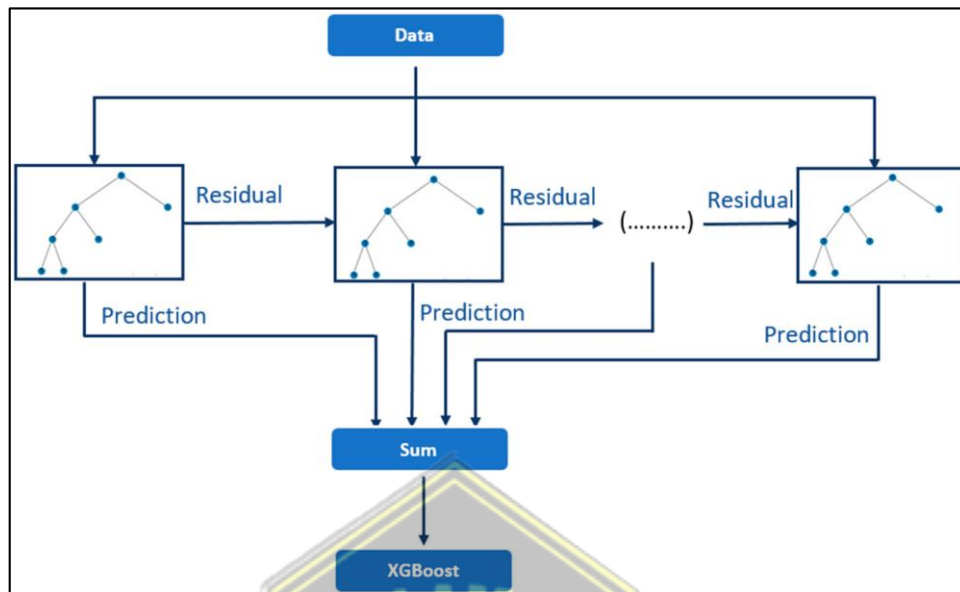 Data
Residual
Residual
(..........)
Residual
Prediction
Prediction
Prediction
Sum
XGBoost